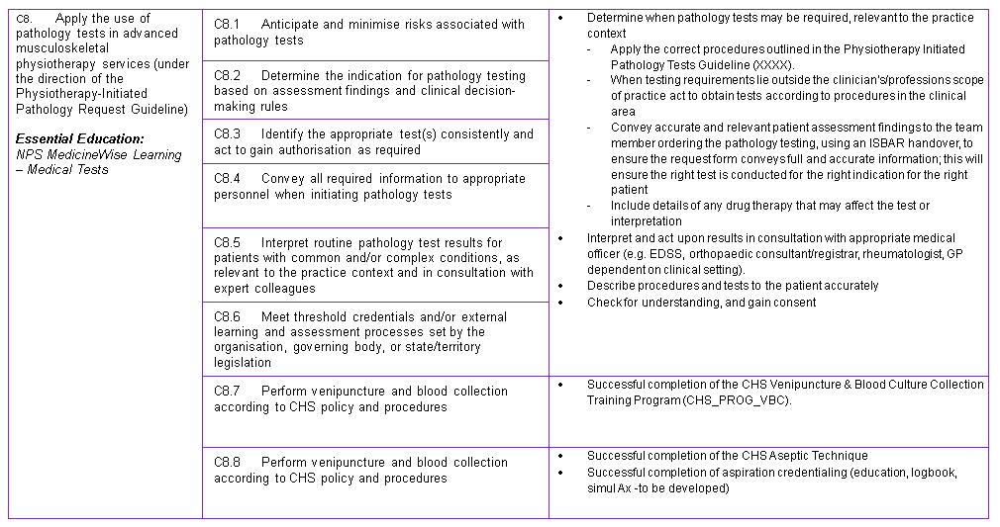 C8. Apply the use of
pathology tests in advanced
musculoskeletal
physiotherapy services (under
the direction of the
Physiotherapy-Initiated
Pathology Request Guideline)
Essential Education:
NPS MedicineWise Learning
– Medical Tests
C8.1 Anticipate and minimise risks associated with
pathology tests
C8.2 Determine the indication for pathology testing
based on assessment findings and clinical decision-
making rules
C8.3 Identify the appropriate test(s) consistently and
act to gain authorisation as required
C8.4 Convey all required information to appropriate
personnel when initiating pathology tests
C8.5 Interpret routine pathology test results for
patients with common and/or complex conditions, as
relevant to the practice context and in consultation with
expert colleagues
C8.6 Meet threshold credentials and/or external
learning and assessment processes set by the
organisation, governing body, or state/territory
legislation
• Determine when pathology tests may be required, relevant to the practice
context
- Apply the correct procedures outlined in the Physiotherapy Initiated
Pathology Tests Guideline (XXXX).
- When testing requirements lie outside the clinician's/professions scope
of practice act to obtain tests according to procedures in the clinical
area
- Convey accurate and relevant patient assessment findings to the team
member ordering the pathology testing, using an ISBAR handover, to
ensure the request form conveys full and accurate information; this will
ensure the right test is conducted for the right indication for the right
patient
- Include details of any drug therapy that may affect the test or
interpretation
• Interpret and act upon results in consultation with appropriate medical
officer (e.g. EDSS, orthopaedic consultant/registrar, rheumatologist, GP
dependent on clinical setting).
• Describe procedures and tests to the patient accurately
• Check for understanding, and gain consent
C8.7 Perform venipuncture and blood collection
according to CHS policy and procedures
• Successful completion of the CHS Venipuncture & Blood Culture Collection
Training Program (CHS_PROG_VBC).
C8.8 Perform venipuncture and blood collection
according to CHS policy and procedures
• Successful completion of the CHS Aseptic Technique
• Successful completion of aspiration credentialing (education, logbook,
simul Ax -to be developed)